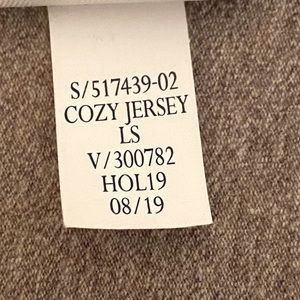 S/517439-02
COZY JERSEY
LS
V/300782
HOL19
08/19